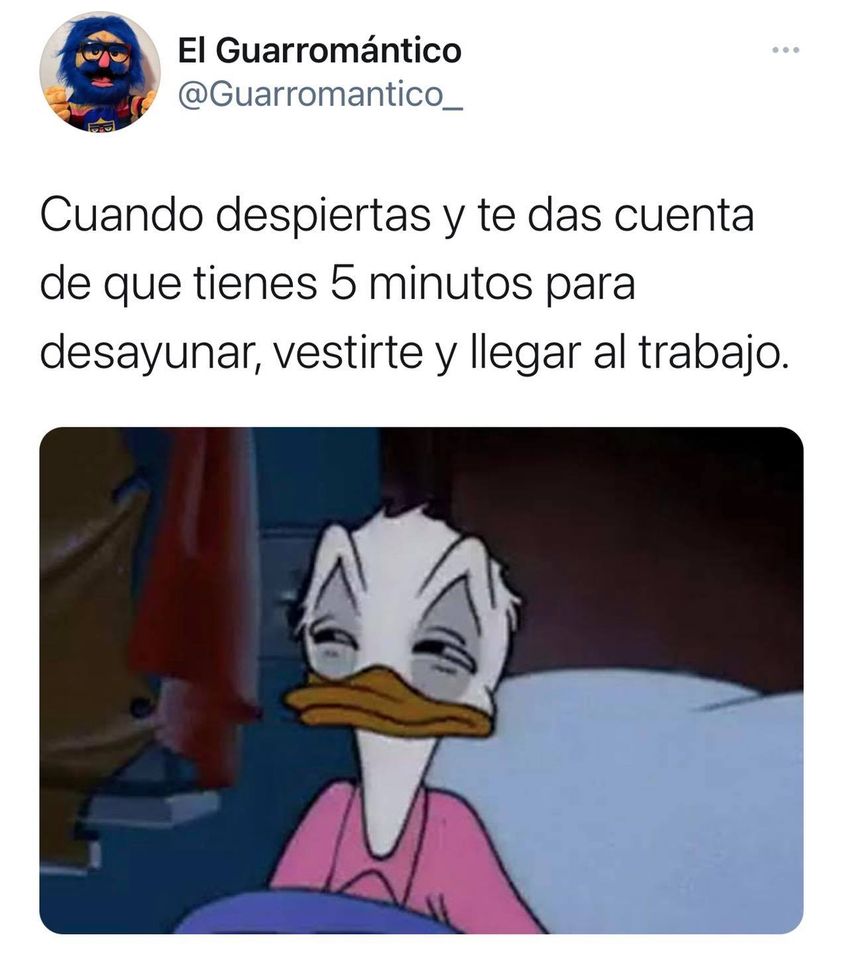 El Guarromántico
@Guarromantico_
Cuando despiertas y te das cuenta
de que tienes 5 minutos para
desayunar, vestirte y llegar al trabajo.